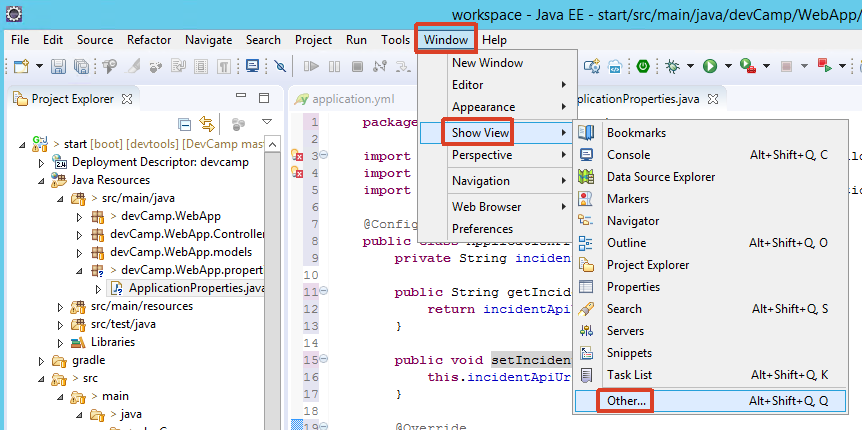 workspace - Java EE - start/src/main/java/devCamp/WebApp/
File Edit Source Refactor Navigate Search Project Run Tools Window Help
Project Explorer
> start [boot] [devtools] [DevCamp mas
Deployment Descriptor: devcamp
Java Resources
> src/main/java
> devCamp.WebApp
devCamp.WebApp.Controller
devCamp.WebApp.models
> devCamp.WebApp.propert
ApplicationProperties.java
src/main/resources
src/test/java
Libraries
gradle
> src
> main
> java
application.yml
plicationProperties.java
1 package
3 import
4 import
5 import
6
7 @Config
8 public class
9 private String inciden
10
11 public String getIncid
12 return incidentApiU
13 }
14
15 public void setInciden
16 this.incidentApiUr
17 }
18
19 @Override
New Window
Editor
Appearance
Show View
Perspective
Navigation
Web Browser
Preferences
Bookmarks
Console Alt+Shift+Q, C
Data Source Explorer
Markers
Navigator
Outline Alt+Shift+Q, O
Project Explorer
Properties
Search Alt+Shift+Q, S
Servers
Snippets
Task List Alt+Shift+Q, K
Other... Alt+Shift+Q, Q